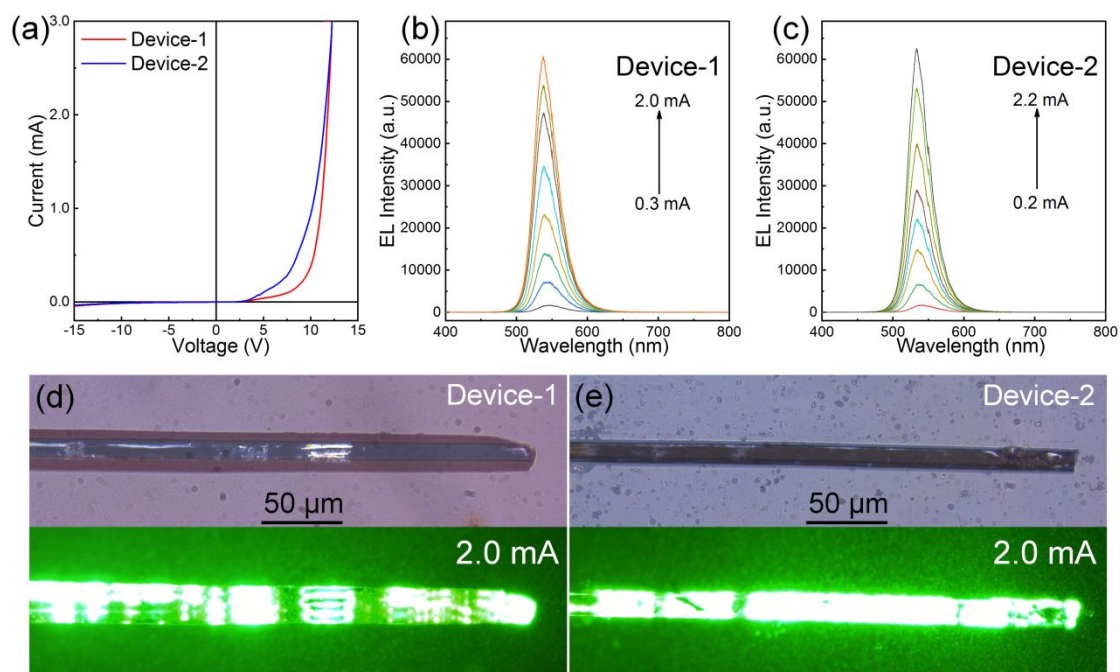 (a)
Device-1
Device-2
3.0
2.0
1.0
0.0
Current (mA)
-15
-10
-5
0
5
10
15
Voltage (V)
(b)
Device-1
2.0 mA
0.3 mA
60000
50000
40000
30000
20000
10000
0
EL Intensity (a.u.)
400
500
600
700
800
Wavelength (nm)
(c)
Device-2
2.2 mA
0.2 mA
60000
50000
40000
30000
20000
10000
0
EL Intensity (a.u.)
400
500
600
700
800
Wavelength (nm)
(d)
Device-1
50 μm
2.0 mA
(e)
Device-2
50 μm
2.0 mA